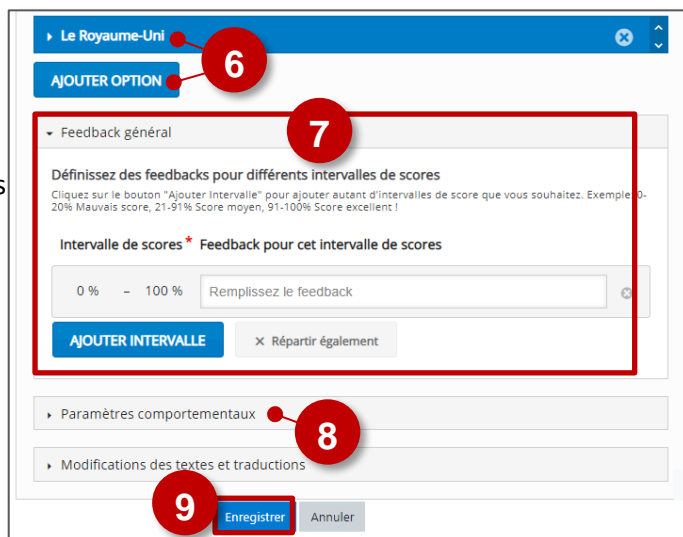 Le Royaume-Uni
6
AJOUTER OPTION
7
Feedback général
Définissez des feedbacks pour différents intervalles de scores
s
Cliquez sur le bouton "Ajouter Intervalle" pour ajouter autant d'intervalles de score que vous souhaitez. Exemple: 0-
20% Mauvais score, 21-91% Score moyen, 91-100% Score excellent !
Intervalle de scores * Feedback pour cet intervalle de scores
0 % – 100 % Remplissez le feedback
AJOUTER INTERVALLE × Répartir également
Paramètres comportementaux
8
Modifications des textes et traductions
9
Enregistrer Annuler